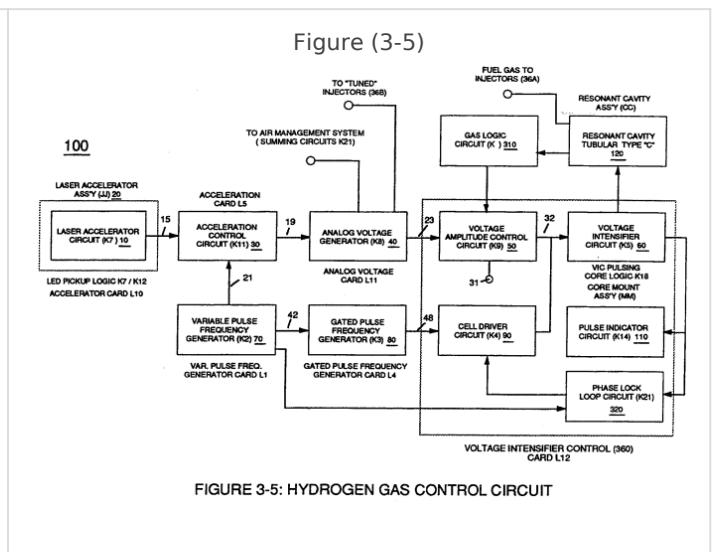 Figure (3-5)
TO "TUNED"
INJECTORS (36B)
FUEL GAS TO
INJECTORS (36A)
RESONANT CAVITY
ASS'Y (CC)
100
TO AIR MANAGEMENT SYSTEM
( SUMMING CIRCUITS K21)
GAS LOGIC
CIRCUIT (K ) 310
RESONANT CAVITY
TUBULAR TYPE "C"
120
LASER ACCELERATOR
ASS'Y (JJ) 20
ACCELERATION
CARD L5
LASER ACCELERATOR
CIRCUIT (K7) 10
15
ACCELERATION
CONTROL
CIRCUIT (K11) 30
19
ANALOG VOLTAGE
GENERATOR (K8) 40
23
VOLTAGE
AMPLITUDE CONTROL
CIRCUIT (K9) 50
32
VOLTAGE
INTENSIFIER
CIRCUIT (K5) 60
LED PICKUP LOGIC K7 / K12
ACCELERATOR CARD L10
21
ANALOG VOLTAGE
CARD L11
31
VIC PULSING
CORE LOGIC K18
CORE MOUNT
ASS'Y (MM)
VARIABLE PULSE
FREQUENCY
GENERATOR (K2) 70
42
GATED PULSE
FREQUENCY
GENERATOR (K3) 80
48
CELL DRIVER
CIRCUIT (K4) 90
PULSE INDICATOR
CIRCUIT (K14) 110
VAR. PULSE FREQ.
GENERATOR CARD L1
GATED PULSE FREQUENCY
GENERATOR CARD L4
PHASE LOCK
LOOP CIRCUIT (K21)
320
VOLTAGE INTENSIFIER CONTROL (360)
CARD L12
FIGURE 3-5: HYDROGEN GAS CONTROL CIRCUIT